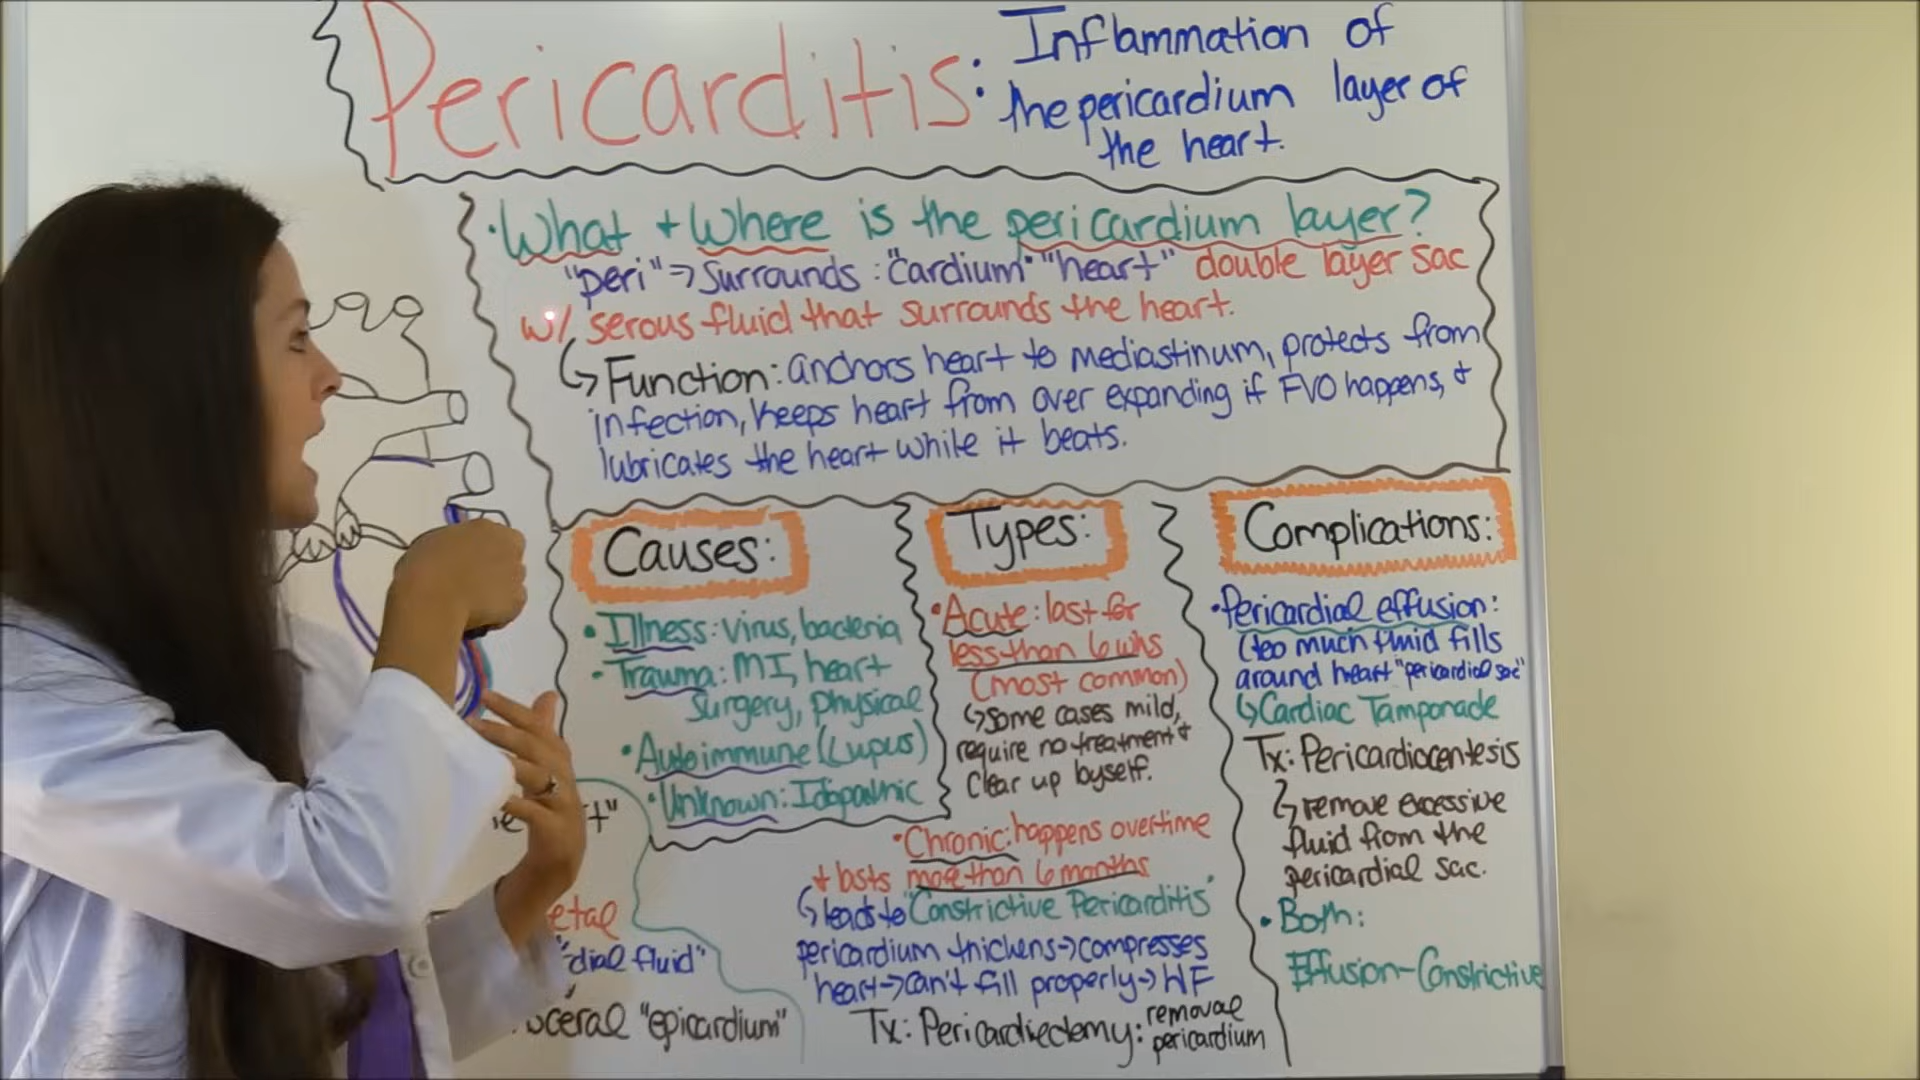 Pericarditis: Inflammation of
the pericardium layer of
the heart.
• What + Where is the pericardium layer?
"peri" → surrounds : "cardium" "heart" double layer sac
w/ serous fluid that surrounds the heart.
↳ Function: anchors heart to mediastinum, protects from
infection, keeps heart from over expanding if FVO happens, +
lubricates the heart while it beats.
Causes:
• Illness: virus, bacteria
• Trauma: MI, heart
surgery, physical
• Autoimmune (Lupus)
• Unknown:
Types:
• Acute: last for
less than 6 wks
(most common)
↳ some cases mild,
require no treatment +
clear up by self.
• Chronic: happens overtime
+ lasts more than 6 months
↳ leads to "Constrictive Pericarditis"
pericardium thickens → compresses
heart → can't fill properly → HF
Tx: removal
pericardium
Complications:
• Pericardial effusion:
(too much fluid fills
around heart "pericardial sac"
↳ Cardiac Tamponade
Tx: Pericardiocentesis
↳ remove excessive
fluid from the
pericardial sac.
• Both:
Effusion-Constrictive
t"
etal
dial fluid"
sceral "epicardium"